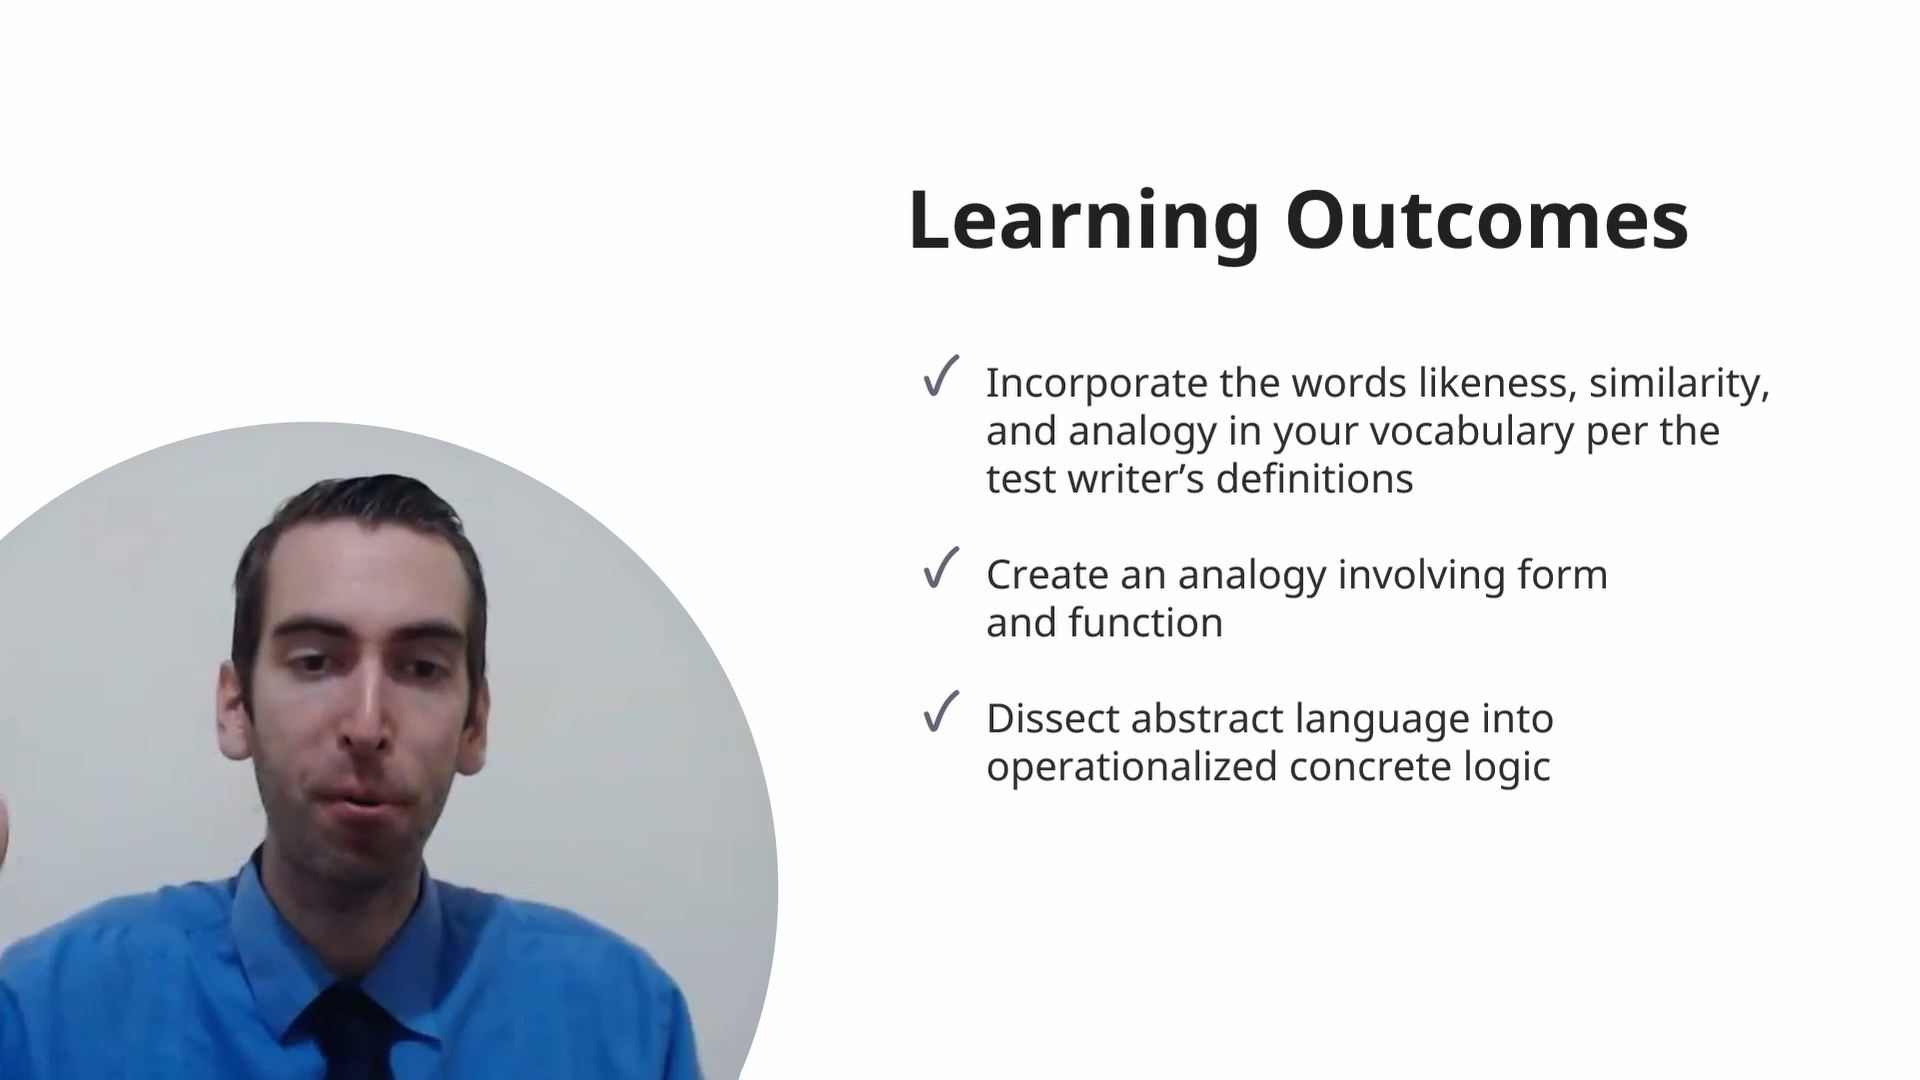 Learning Outcomes
Incorporate the words likeness, similarity,
and analogy in your vocabulary per the
test writer’s definitions
Create an analogy involving form
and function
Dissect abstract language into
operationalized concrete logic